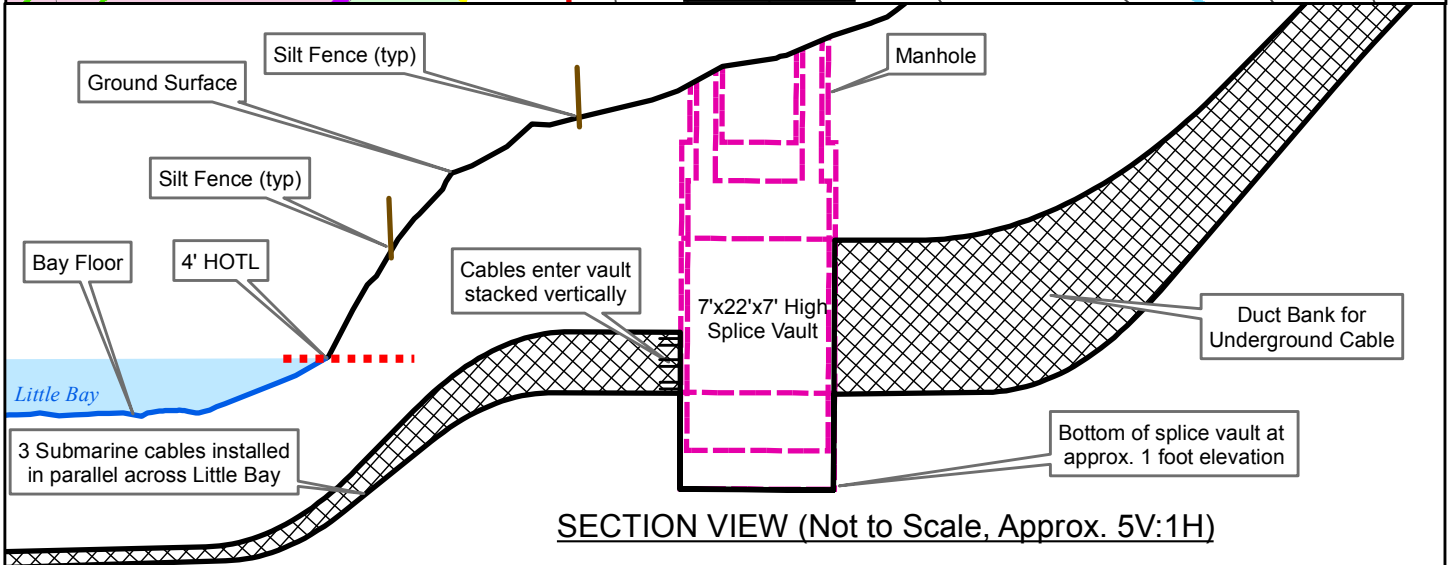 Silt Fence (typ)
Manhole
Ground Surface
Silt Fence (typ)
Bay Floor
4' HOTL
Cables enter vault
stacked vertically
7'x22'x7' High
Splice Vault
Duct Bank for
Underground Cable
Little Bay
3 Submarine cables installed
in parallel across Little Bay
Bottom of splice vault at
approx. 1 foot elevation
SECTION VIEW (Not to Scale, Approx. 5V:1H)